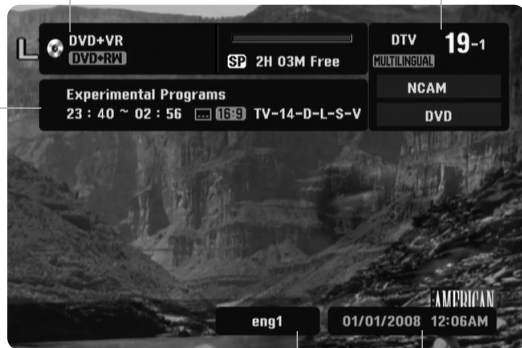 DVD+VR
DVD+RW
SP 2H 03M Free
DTV 19-1
MULTILINGUAL
Experimental Programs
23 : 40 ~ 02 : 56 ... 16:9 TV-14-D-L-S-V
NCAM
DVD
AMERICAN
eng1
01/01/2008 12:06AM